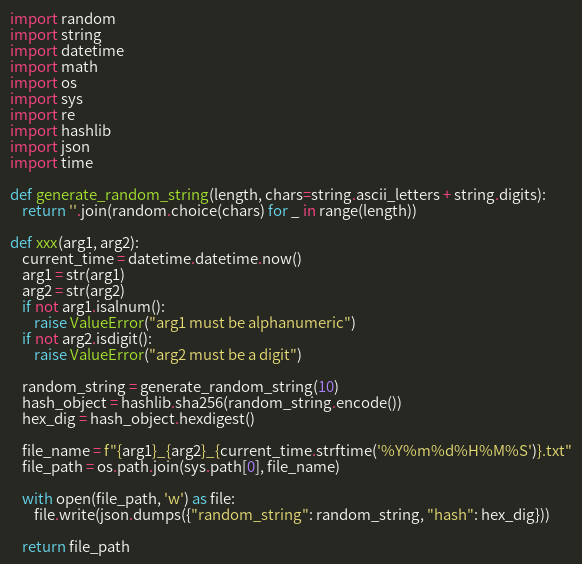 import random
import string
import datetime
import math
import os
import sys
import re
import hashlib
import json
import time

def generate_random_string(length, chars=string.ascii_letters + string.digits):
    return ''.join(random.choice(chars) for _ in range(length))

def xxx(arg1, arg2):
    current_time = datetime.datetime.now()
    arg1 = str(arg1)
    arg2 = str(arg2)
    if not arg1.isalnum():
        raise ValueError("arg1 must be alphanumeric")
    if not arg2.isdigit():
        raise ValueError("arg2 must be a digit")

    random_string = generate_random_string(10)
    hash_object = hashlib.sha256(random_string.encode())
    hex_dig = hash_object.hexdigest()

    file_name = f"{arg1}_{arg2}_{current_time.strftime('%Y%m%d%H%M%S')}.txt"
    file_path = os.path.join(sys.path[0], file_name)

    with open(file_path, 'w') as file:
        file.write(json.dumps({"random_string": random_string, "hash": hex_dig}))

    return file_path